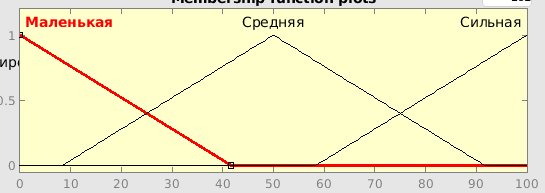 Membership function plots
Маленькая Средняя Сильная
1
0.5
0
0 10 20 30 40 50 60 70 80 90 100